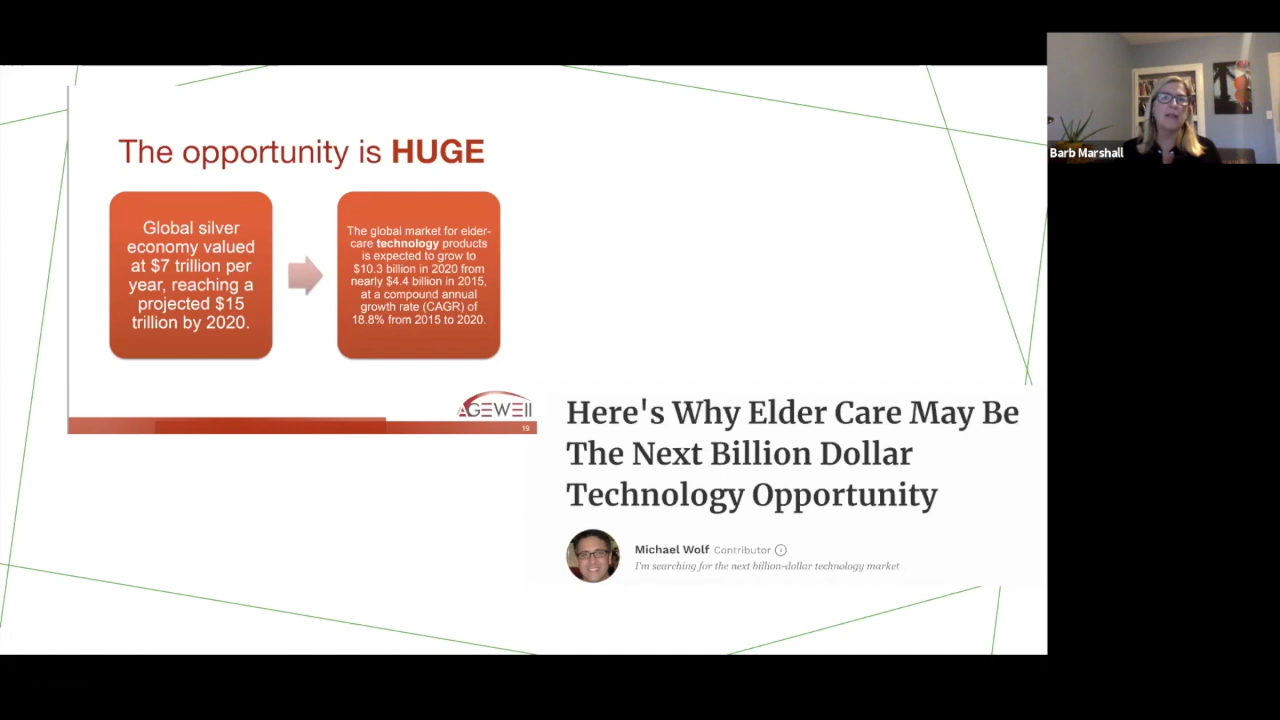 The opportunity is HUGE
Global silver
economy valued
at $7 trillion per
year, reaching a
projected $15
trillion by 2020.
The global market for elder-
care technology products
is expected to grow to
$10.3 billion in 2020 from
nearly $4.4 billion in 2015,
at a compound annual
growth rate (CAGR) of
18.8% from 2015 to 2020.
AGEWEll
19
Here's Why Elder Care May Be
The Next Billion Dollar
Technology Opportunity
Michael Wolf Contributor i
I'm searching for the next billion-dollar technology market
Barb Marshall